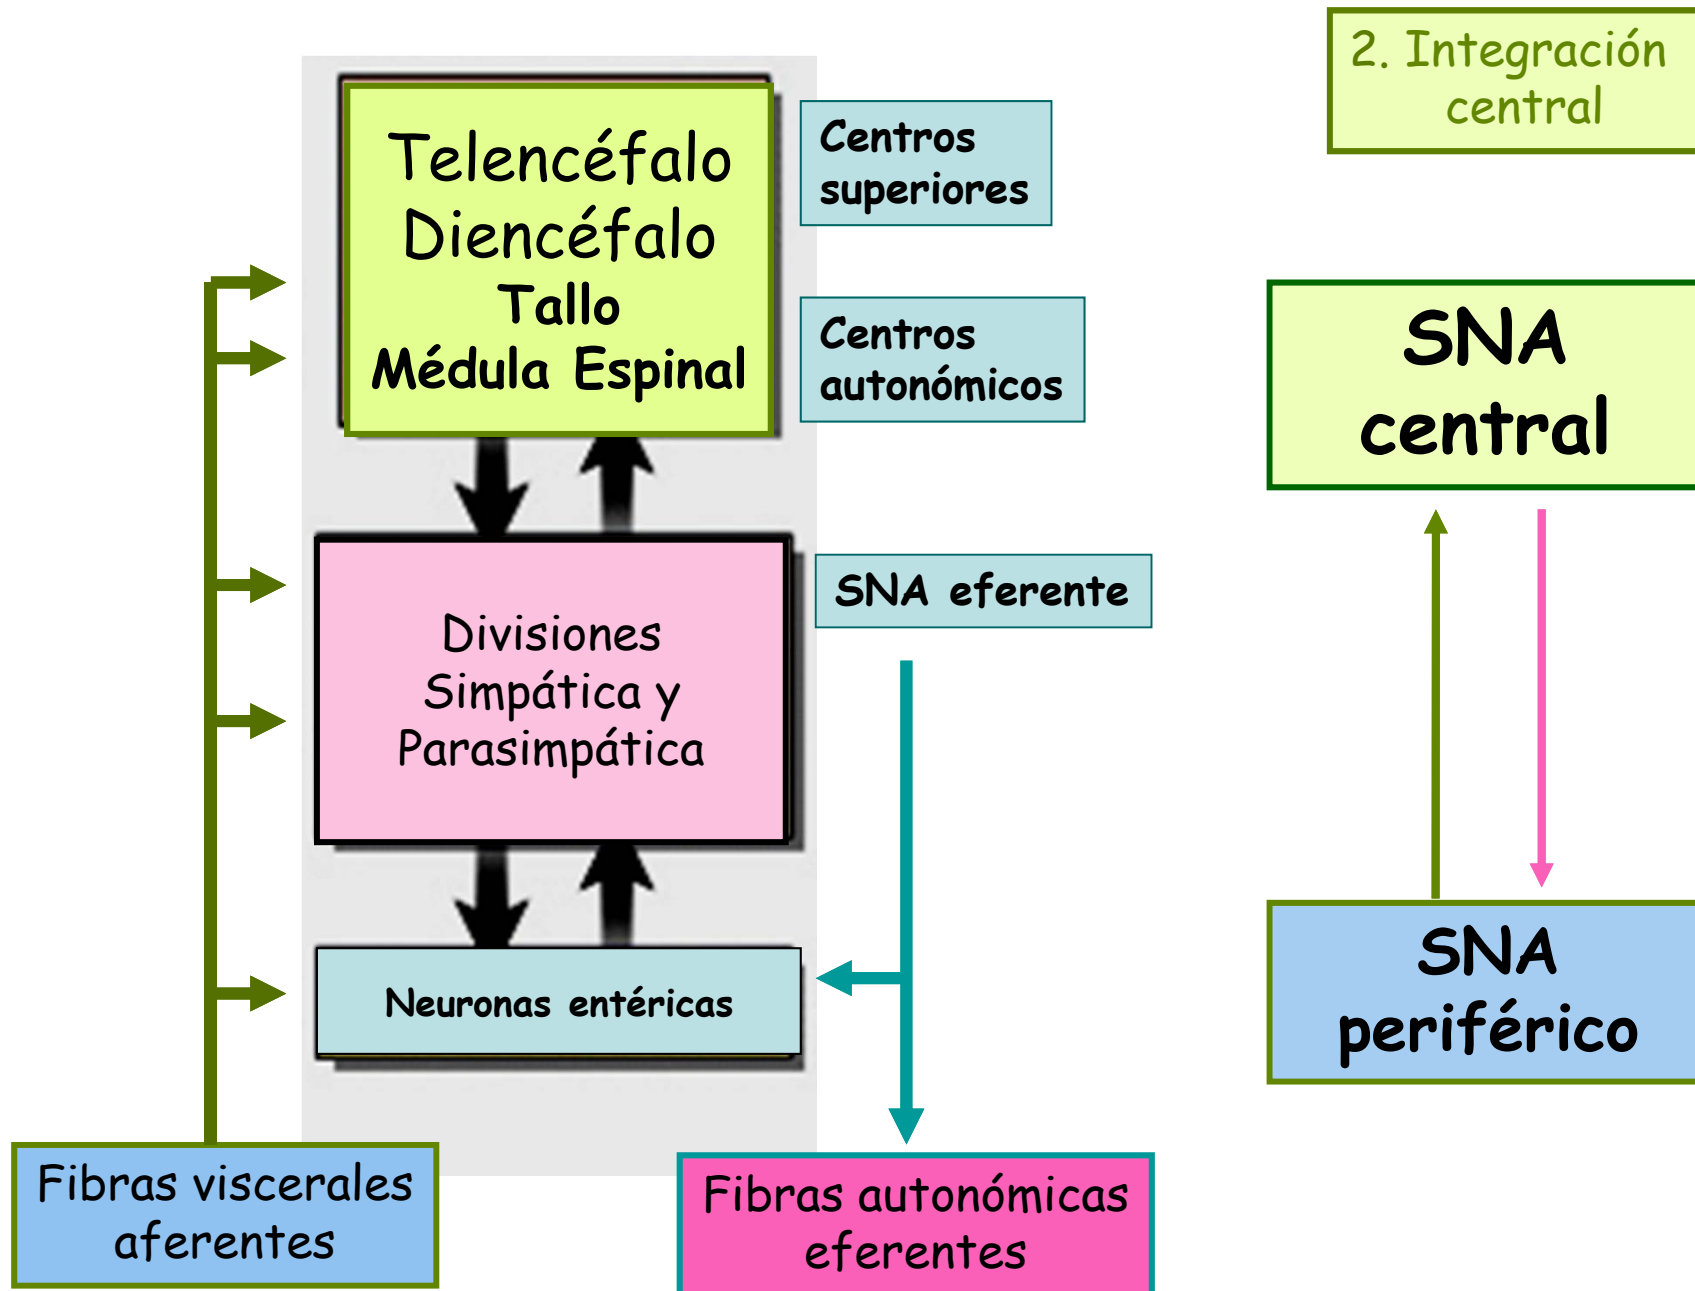 2. Integración
central
Telencéfalo
Diencéfalo
Tallo
Médula Espinal
Centros
superiores
Centros
autonómicos
SNA
central
Divisiones
Simpática y
Parasimpática
SNA eferente
Neuronas entéricas
SNA
periférico
Fibras viscerales
aferentes
Fibras autonómicas
eferentes